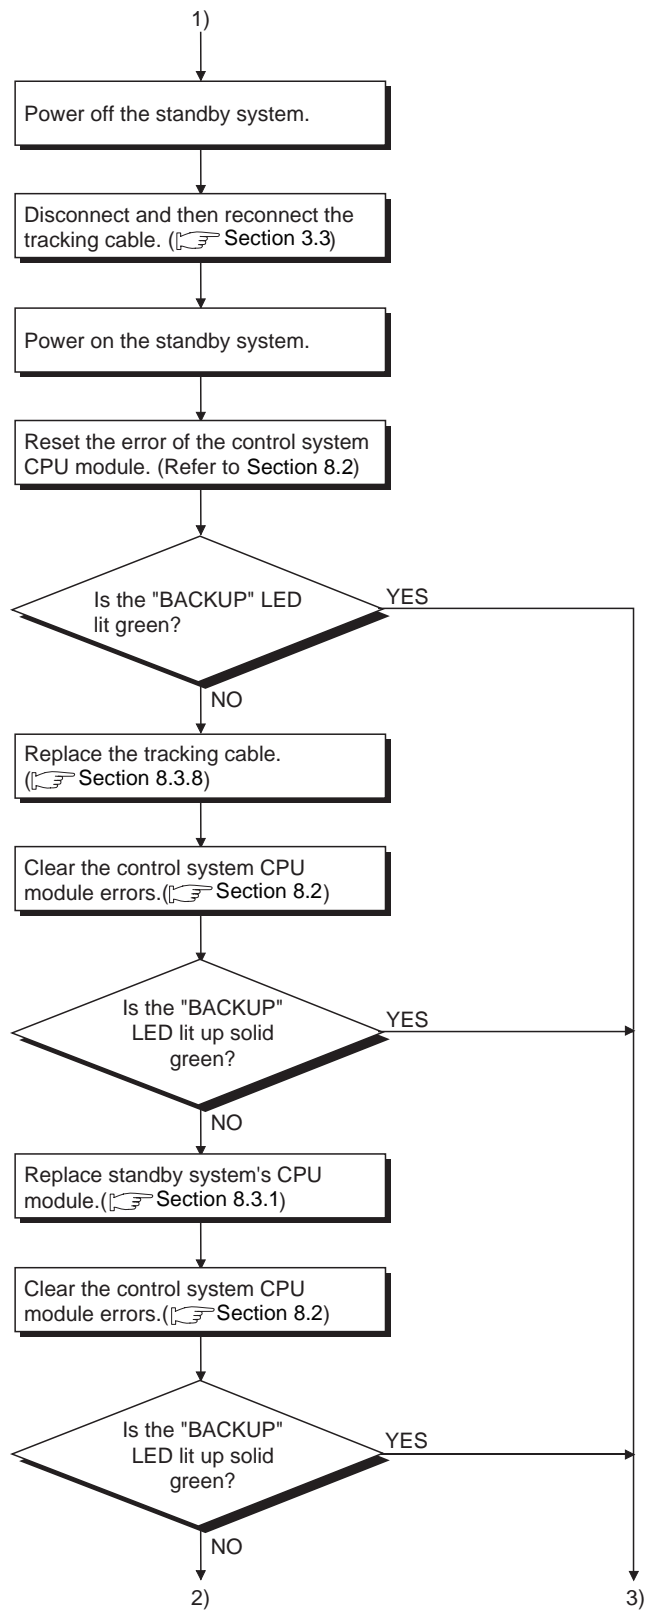 1)
Power off the standby system.
Disconnect and then reconnect the
tracking cable. ( Section 3.3)
Power on the standby system.
Reset the error of the control system
CPU module. (Refer to Section 8.2)
Is the "BACKUP" LED
lit green?
YES
NO
Replace the tracking cable.
( Section 8.3.8)
Clear the control system CPU
module errors.( Section 8.2)
Is the "BACKUP"
LED lit up solid
green?
YES
NO
Replace standby system's CPU
module.( Section 8.3.1)
Clear the control system CPU
module errors.( Section 8.2)
Is the "BACKUP"
LED lit up solid
green?
YES
NO
2)
3)